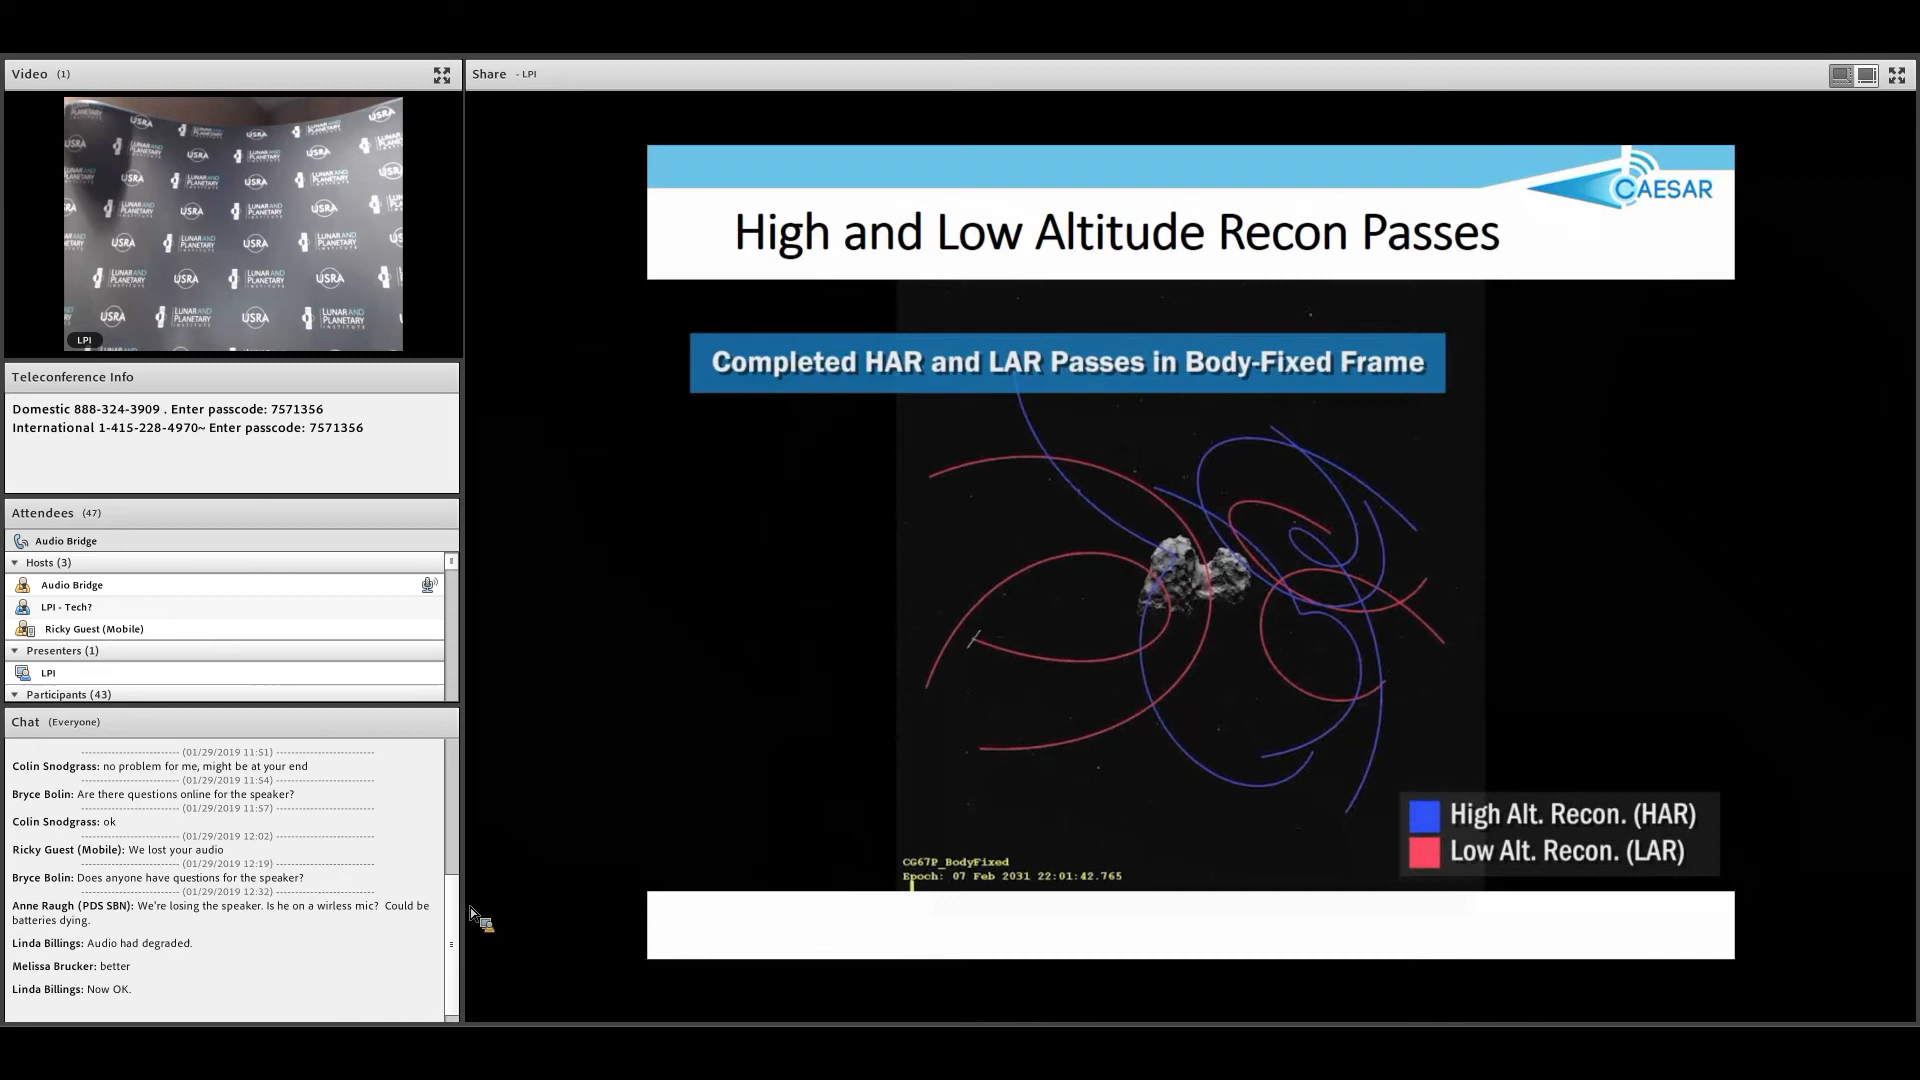 Video (1)
USRA
LUNAR AND PLANETARY INSTITUTE
LPI
Teleconference Info
Domestic 888-324-3909 . Enter passcode: 7571356
International 1-415-228-4970~ Enter passcode: 7571356
Attendees (47)
Audio Bridge
Hosts (3)
Audio Bridge
LPI - Tech?
Ricky Guest (Mobile)
Presenters (1)
LPI
Participants (43)
Chat (Everyone)
------------------------- (01/29/2019 11:51) -------------------------
Colin Snodgrass: no problem for me, might be at your end
------------------------- (01/29/2019 11:54) -------------------------
Bryce Bolin: Are there questions online for the speaker?
------------------------- (01/29/2019 11:57) -------------------------
Colin Snodgrass: ok
------------------------- (01/29/2019 12:02) -------------------------
Ricky Guest (Mobile): We lost your audio
------------------------- (01/29/2019 12:19) -------------------------
Bryce Bolin: Does anyone have questions for the speaker?
------------------------- (01/29/2019 12:32) -------------------------
Anne Raugh (PDS SBN): We're losing the speaker. Is he on a wirless mic? Could be
batteries dying.
Linda Billings: Audio had degraded.
Melissa Brucker: better
Linda Billings: Now OK.
Share - LPI
CAESAR
High and Low Altitude Recon Passes
Completed HAR and LAR Passes in Body-Fixed Frame
High Alt. Recon. (HAR)
Low Alt. Recon. (LAR)
CG67P_BodyFixed
Epoch: 07 Feb 2031 22:01:42.765